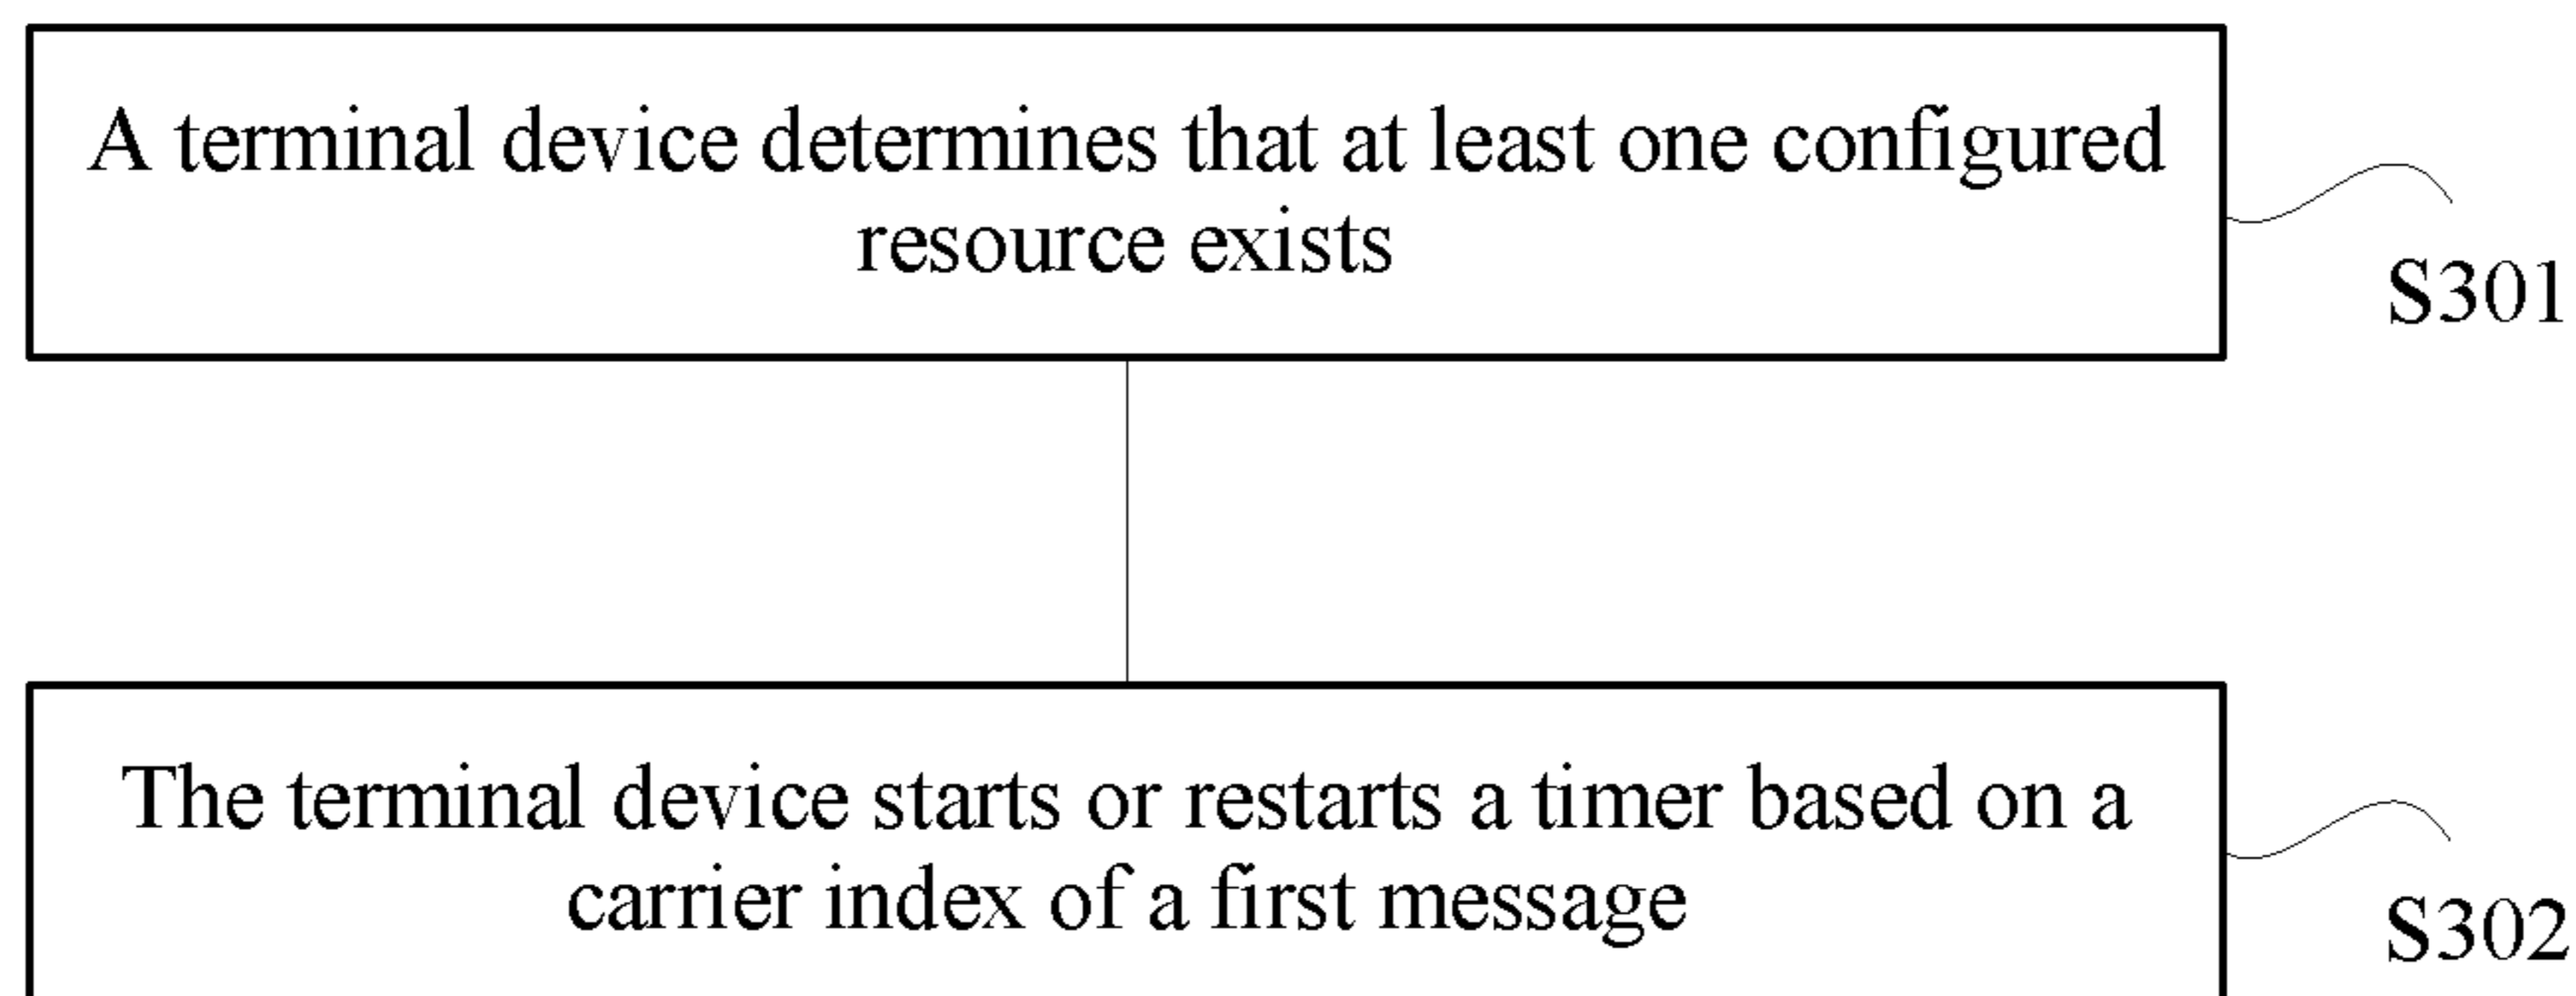 A terminal device determines that at least one configured
resource exists
S301
The terminal device starts or restarts a timer based on a
carrier index of a first message
S302